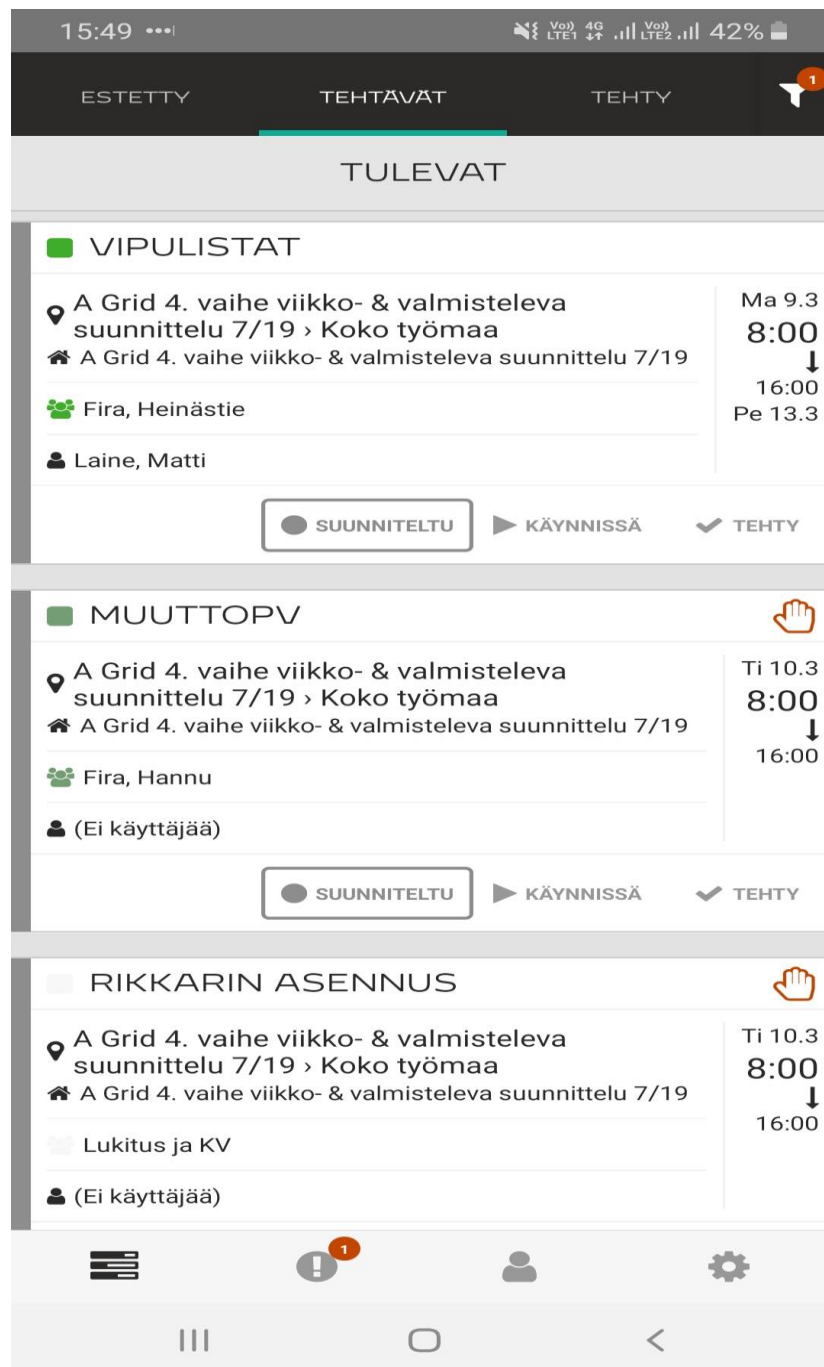 15:49
Vo)) LTE1 4G Vo)) LTE2 42%
ESTETTY TEHTÄVÄT TEHTY 1
TULEVAT
VIPULISTAT
A Grid 4. vaihe viikko- & valmisteleva
suunnittelu 7/19 › Koko työmaa
A Grid 4. vaihe viikko- & valmisteleva suunnittelu 7/19
Fira, Heinästie
Laine, Matti
Ma 9.3
8:00
16:00
Pe 13.3
SUUNNITELTU KÄYNNISSÄ TEHTY
MUUTTOPV
A Grid 4. vaihe viikko- & valmisteleva
suunnittelu 7/19 › Koko työmaa
A Grid 4. vaihe viikko- & valmisteleva suunnittelu 7/19
Fira, Hannu
(Ei käyttäjää)
Ti 10.3
8:00
16:00
SUUNNITELTU KÄYNNISSÄ TEHTY
RIKKARIN ASENNUS
A Grid 4. vaihe viikko- & valmisteleva
suunnittelu 7/19 › Koko työmaa
A Grid 4. vaihe viikko- & valmisteleva suunnittelu 7/19
Lukitus ja KV
(Ei käyttäjää)
Ti 10.3
8:00
16:00
1